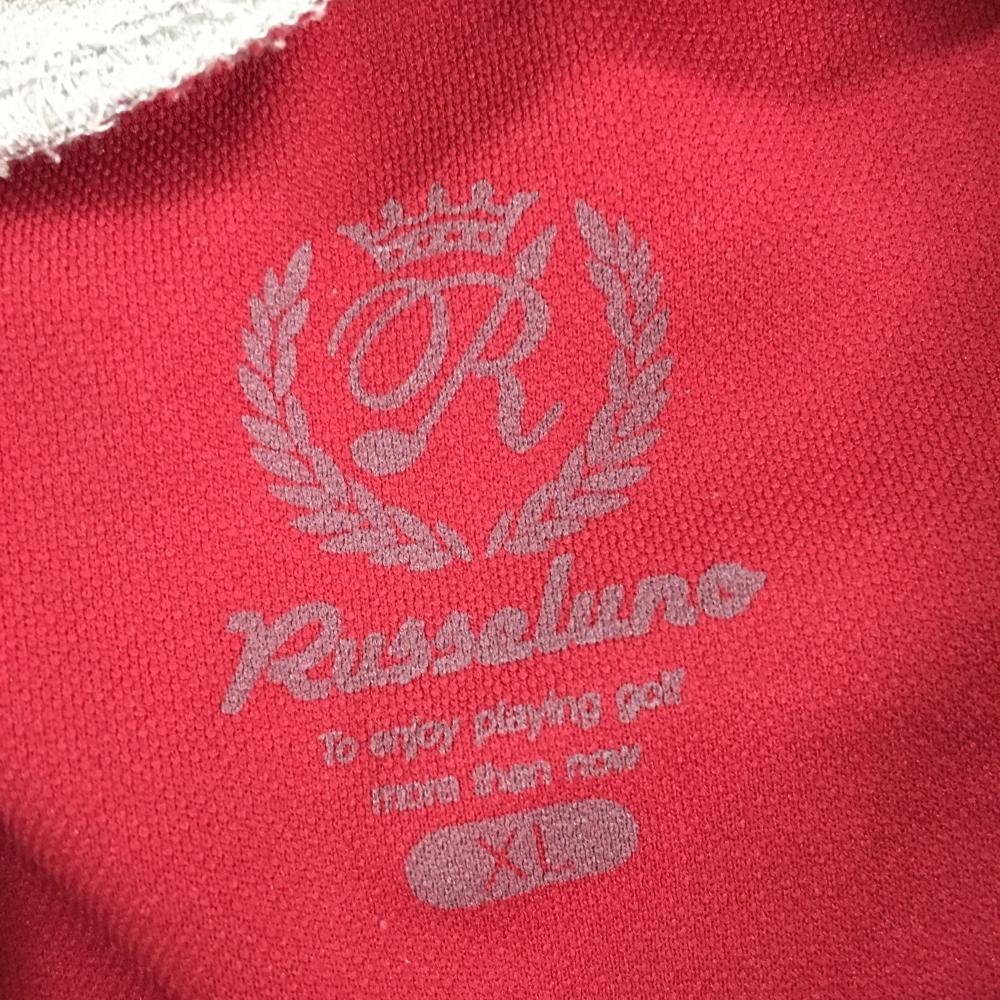 R
Russeluno
To enjoy playing golf
more than now
XL